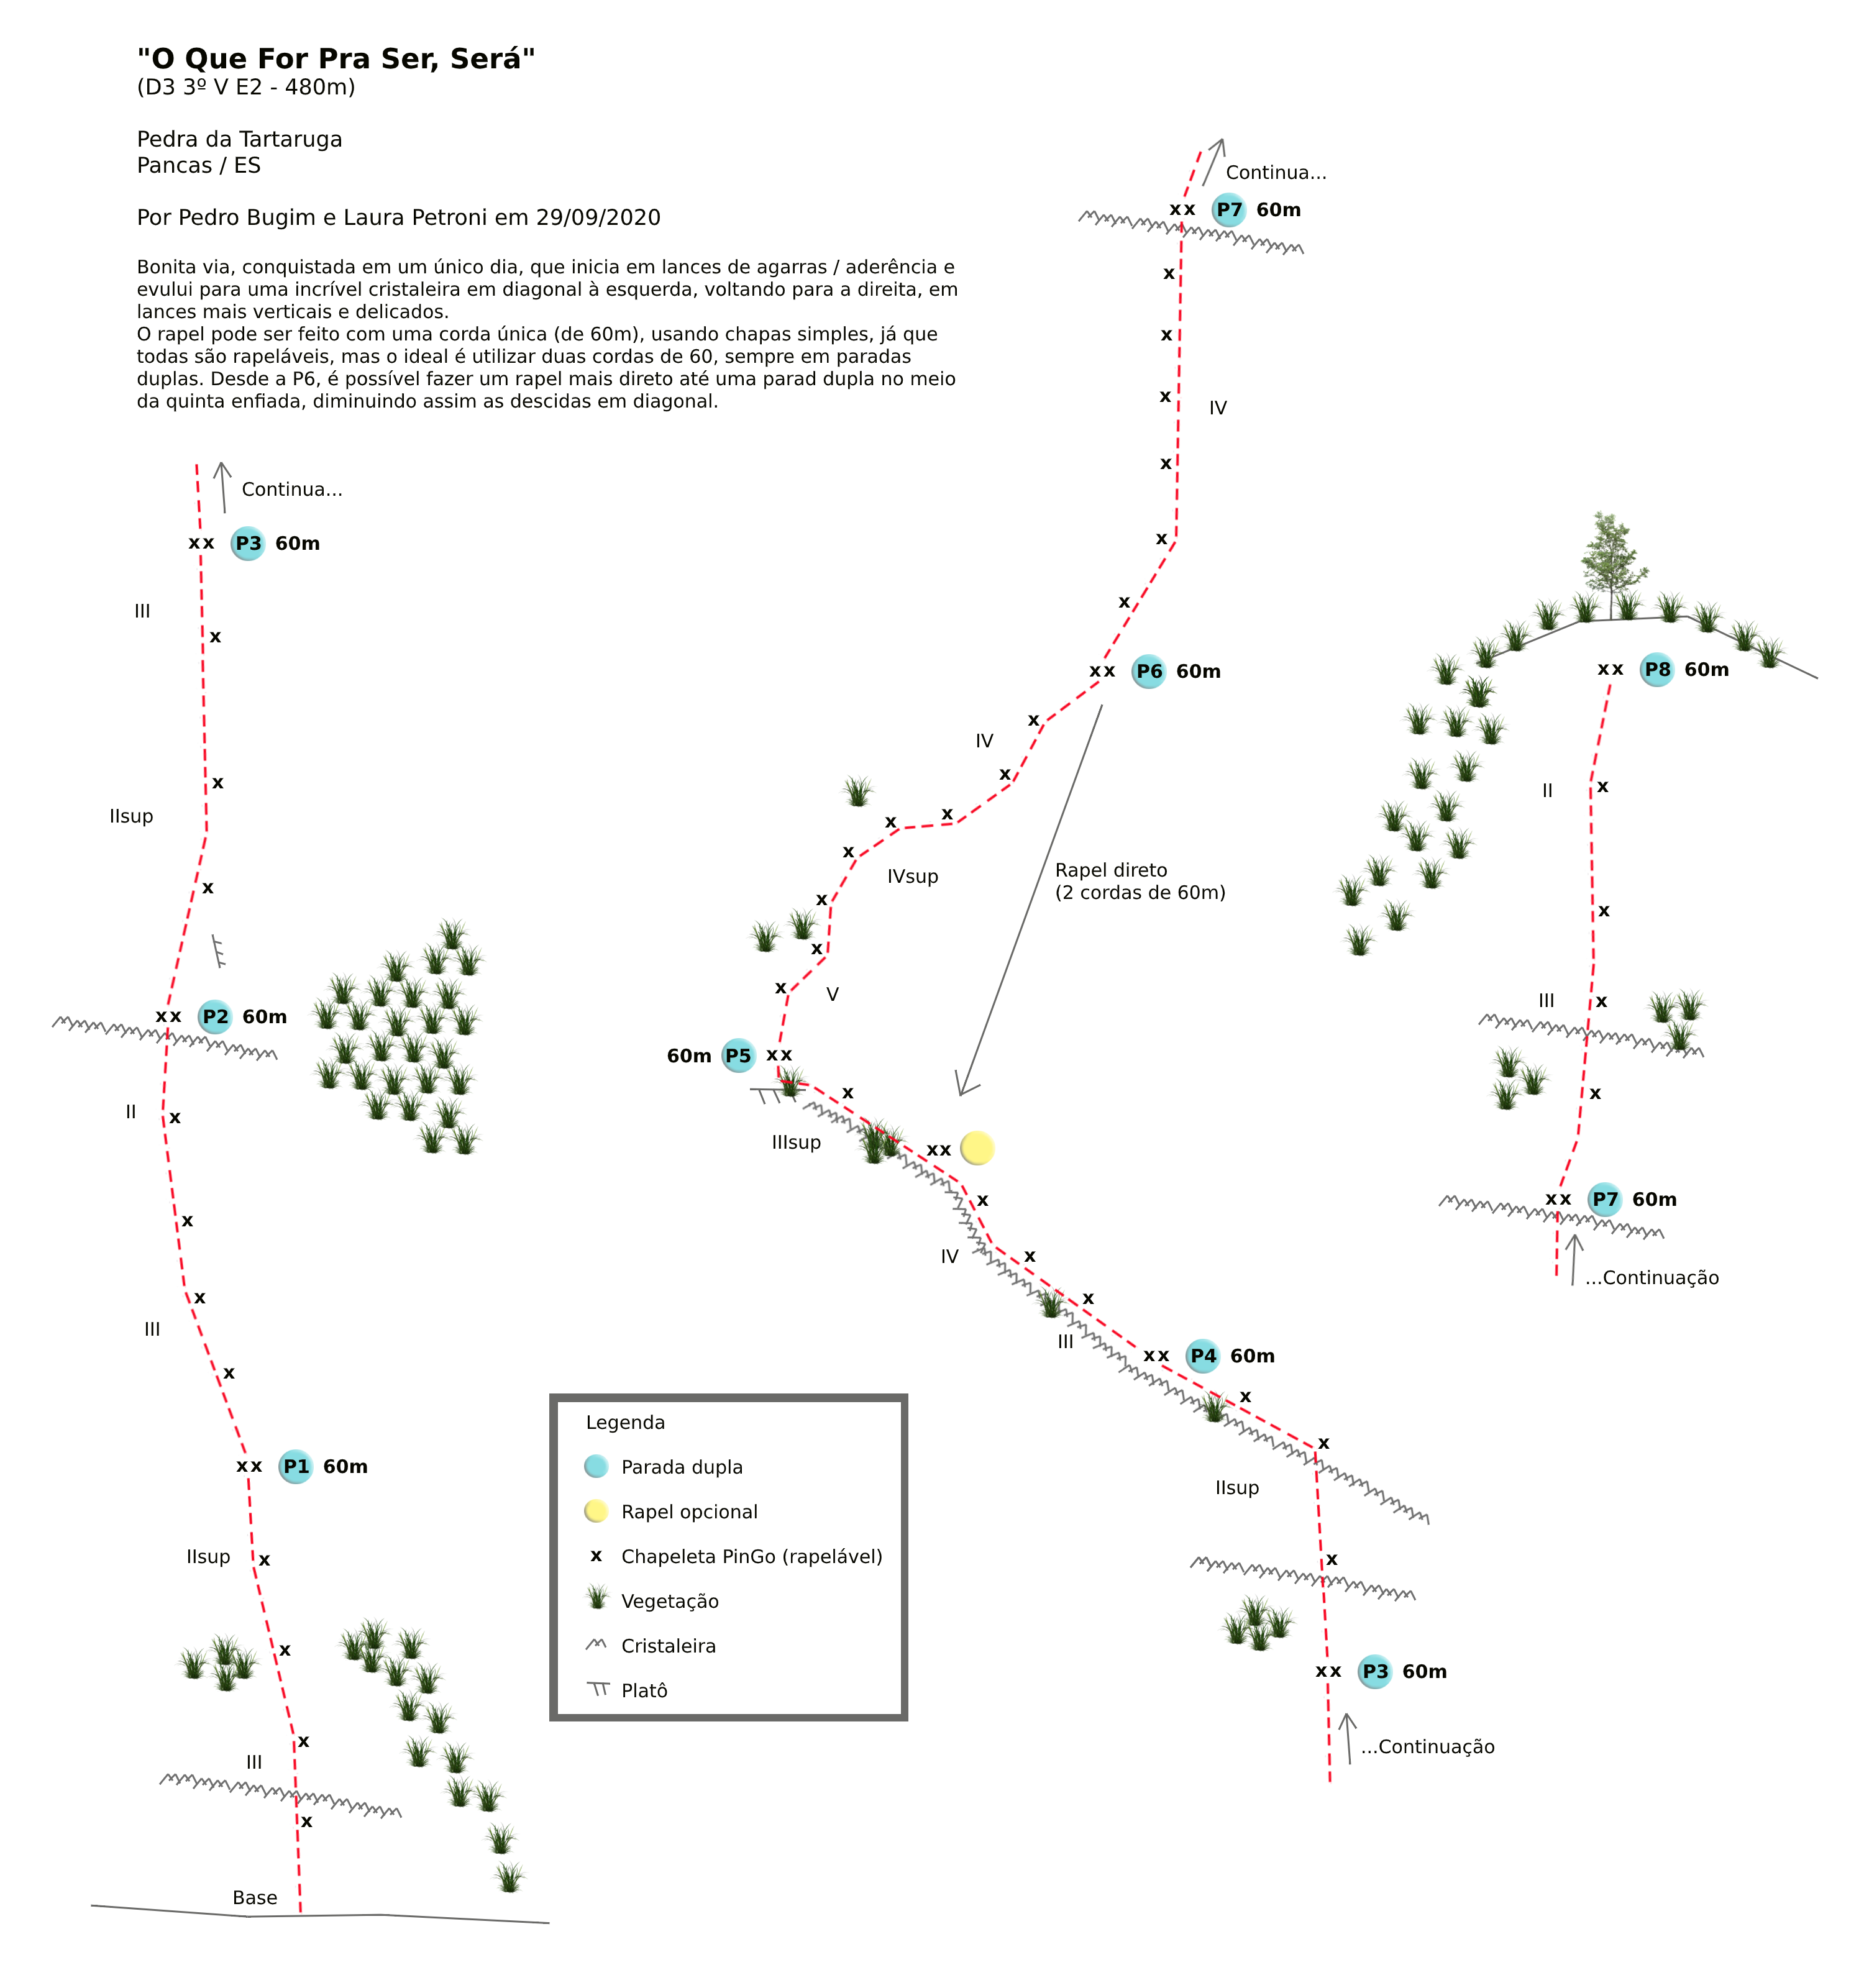 "O Que For Pra Ser, Será"
(D3 3º V E2 - 480m)
Pedra da Tartaruga
Pancas / ES
Por Pedro Bugim e Laura Petroni em 29/09/2020
Bonita via, conquistada em um único dia, que inicia em lances de agarras / aderência e
evului para uma incrível cristaleira em diagonal à esquerda, voltando para a direita, em
lances mais verticais e delicados.
O rapel pode ser feito com uma corda única (de 60m), usando chapas simples, já que
todas são rapeláveis, mas o ideal é utilizar duas cordas de 60, sempre em paradas
duplas. Desde a P6, é possível fazer um rapel mais direto até uma parad dupla no meio
da quinta enfiada, diminuindo assim as descidas em diagonal.
Continua...
xx P3 60m
III
x
x
IIsup
x
xx P2 60m
II
x
x
x
III
x
xx P1 60m
IIsup
x
x
x
III
x
Base
Continua...
xx P7 60m
x
x
x
IV
x
x
x
xx P6 60m
x
IV
x
x
x
x
IVsup
x
x
x
V
Rapel direto
(2 cordas de 60m)
60m P5 xx
x
IIIsup
xx
x
IV
x
x
III
xx P4 60m
x
x
IIsup
x
xx P3 60m
...Continuação
xx P8 60m
II
x
x
III
x
x
xx P7 60m
...Continuação
Legenda
Parada dupla
Rapel opcional
x Chapeleta PinGo (rapelável)
Vegetação
Cristaleira
Platô